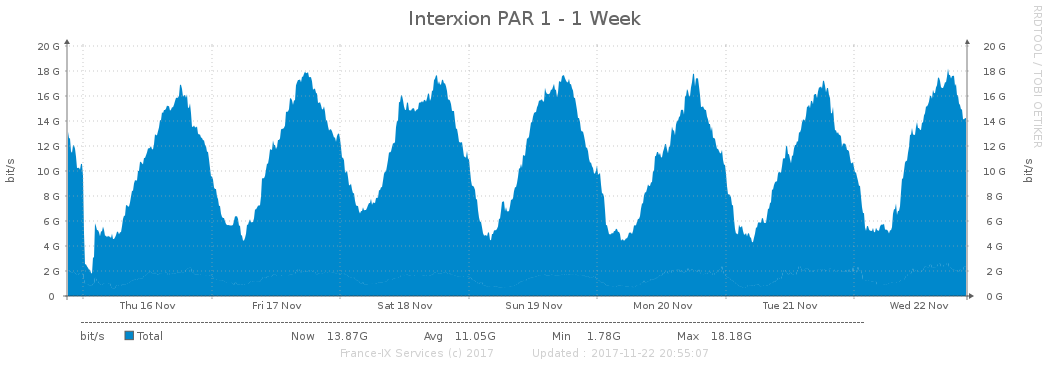 Interxion PAR 1 - 1 Week
RRDTOOL / TOBI OETIKER
20 G 20 G
18 G 18 G
16 G 16 G
14 G 14 G
12 G 12 G
10 G 10 G
8 G 8 G
6 G 6 G
4 G 4 G
2 G 2 G
0 0 G
bit/s
bit/s
Thu 16 Nov Fri 17 Nov Sat 18 Nov Sun 19 Nov Mon 20 Nov Tue 21 Nov Wed 22 Nov
bit/s Total Now 13.87G Avg 11.05G Min 1.78G Max 18.18G
France-IX Services (c) 2017 Updated : 2017-11-22 20:55:07